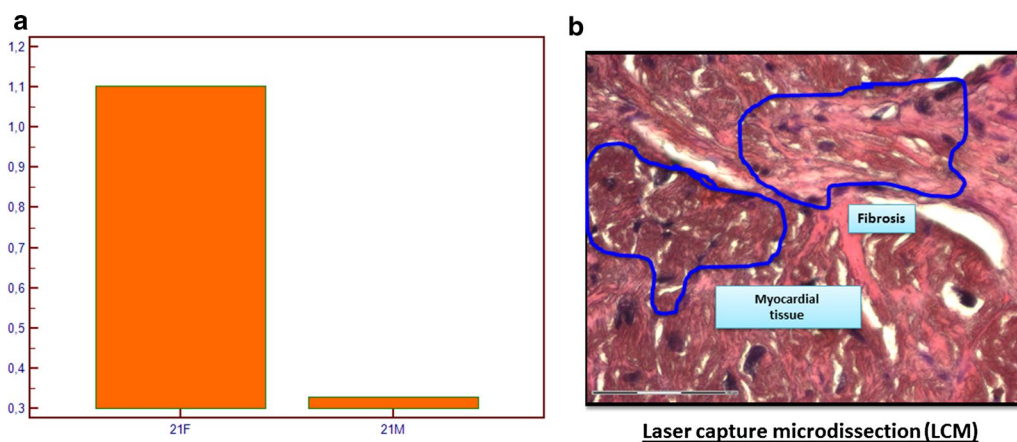 a
1,2
1,1
1,0
0,9
0,8
0,7
0,6
0,5
0,4
0,3
21F
21M
b
Fibrosis
Myocardial
tissue
Laser capture microdissection (LCM)